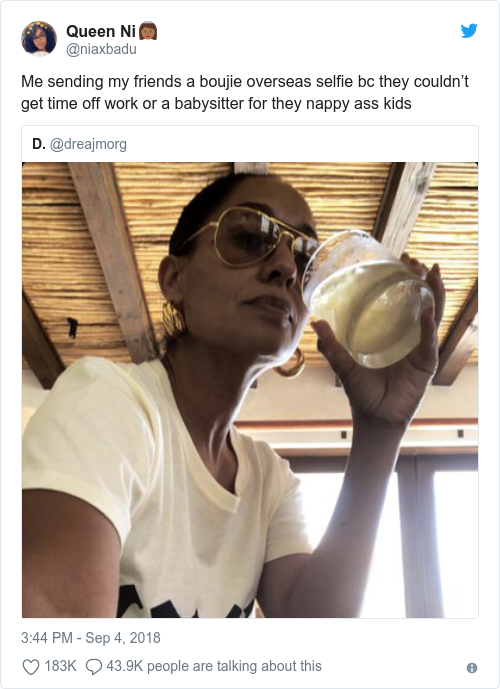 Queen Ni
@niaxbadu
Me sending my friends a boujie overseas selfie bc they couldn’t
get time off work or a babysitter for they nappy ass kids
D. @dreajmorg
3:44 PM - Sep 4, 2018
183K 43.9K people are talking about this